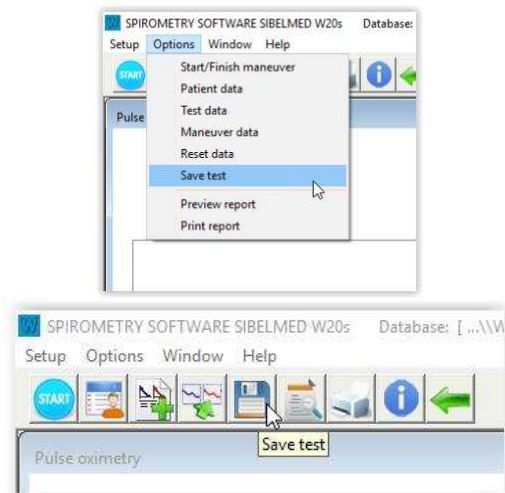 SPIROMETRY SOFTWARE SIBELMED W20s Database:
Setup Options Window Help
START
Start/Finish maneuver
Patient data
Test data
Maneuver data
Reset data
Save test
Preview report
Print report
Pulse
SPIROMETRY SOFTWARE SIBELMED W20s Database: [ ...\\W
Setup Options Window Help
START
Save test
Pulse oximetry